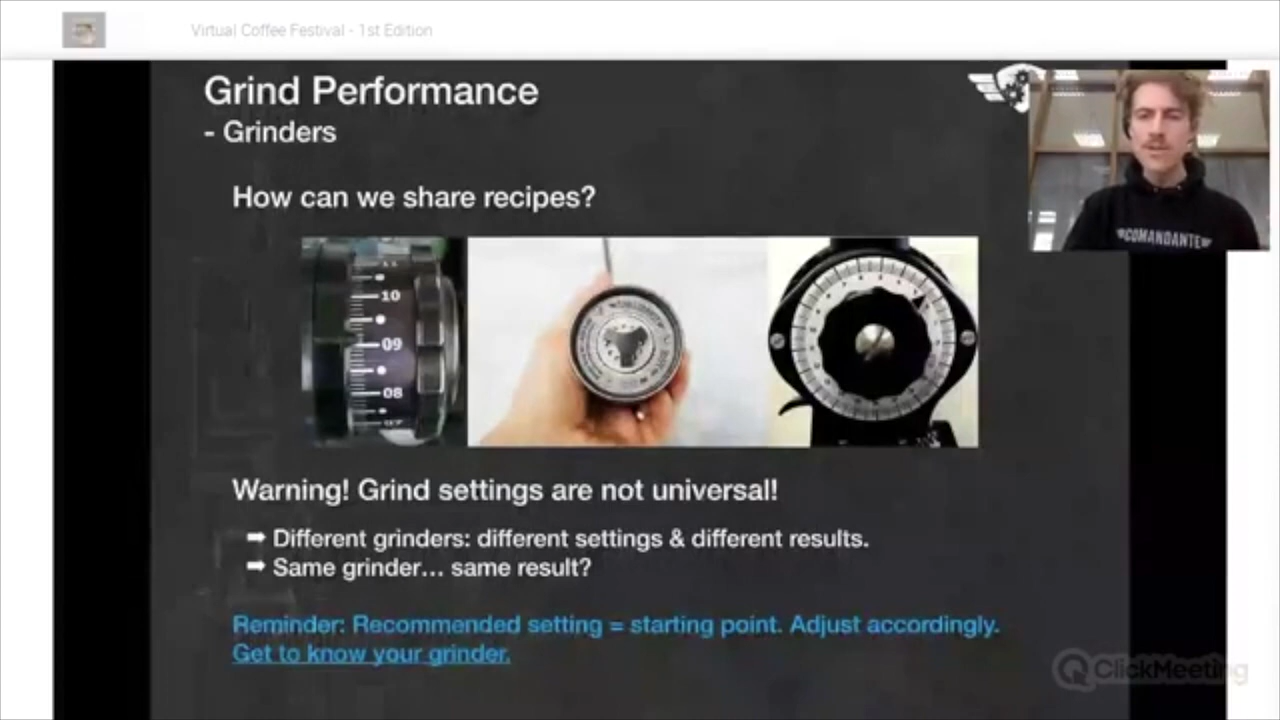 Virtual Coffee Festival - 1st Edition
Grind Performance
- Grinders
How can we share recipes?
10
09
08
07
COMANDANTE
Warning! Grind settings are not universal!
➡ Different grinders: different settings & different results.
➡ Same grinder... same result?
Reminder: Recommended setting = starting point. Adjust accordingly.
Get to know your grinder.
ClickMeeting